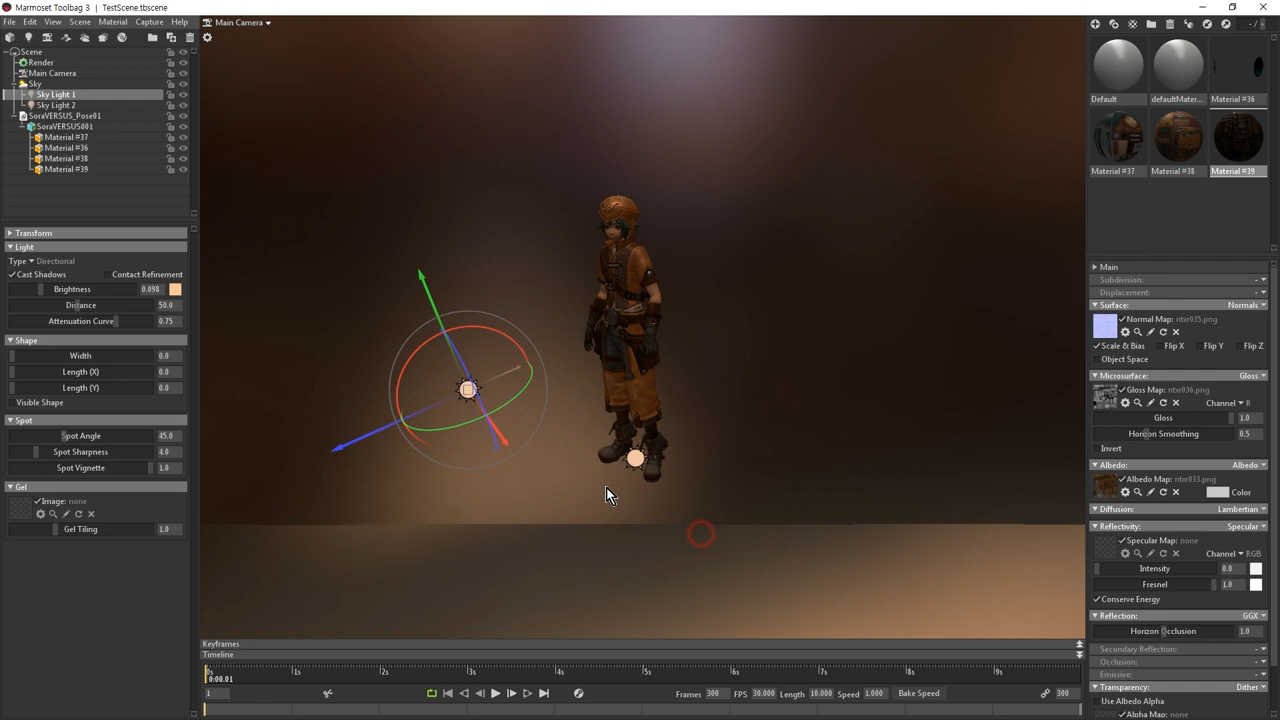 Marmoset Toolbag 3 | TestScene.tbscene
File Edit View Scene Material Capture Help
Main Camera
Scene
Render
Main Camera
Sky
Sky Light 1
Sky Light 2
SoraVERSUS_Pose01
SoraVERSUS001
Material #37
Material #36
Material #38
Material #39
Transform
Light
Type Directional
Cast Shadows Contact Refinement
Brightness 0.098
Distance 50.0
Attenuation Curve 0.75
Shape
Width 0.0
Length (X) 0.0
Length (Y) 0.0
Visible Shape
Spot
Spot Angle 45.0
Spot Sharpness 4.0
Spot Vignette 1.0
Gel
Image: none
Gel Tiling 1.0
Keyframes
Timeline
0s 1s 2s 3s 4s 5s 6s 7s 8s 9s
0:00.01
1 Frames 300 FPS 30.000 Length 10.000 Speed 1.000 Bake Speed 300
- / -
Default defaultMater... Material #36
Material #37 Material #38 Material #39
Main
Subdivision: -
Displacement: -
Surface: Normals
Normal Map: ntxr035.png
Scale & Bias Flip X Flip Y Flip Z
Object Space
Microsurface: Gloss
Gloss Map: ntxr036.png
Channel R
Gloss 1.0
Horizon Smoothing 0.5
Invert
Albedo: Albedo
Albedo Map: ntxr033.png
Color
Diffusion: Lambertian
Reflectivity: Specular
Specular Map: none
Channel RGB
Intensity 0.0
Fresnel 1.0
Conserve Energy
Reflection: GGX
Horizon Occlusion 1.0
Secondary Reflection: -
Occlusion: -
Emissive: -
Transparency: Dither
Use Albedo Alpha
Alpha Map: none